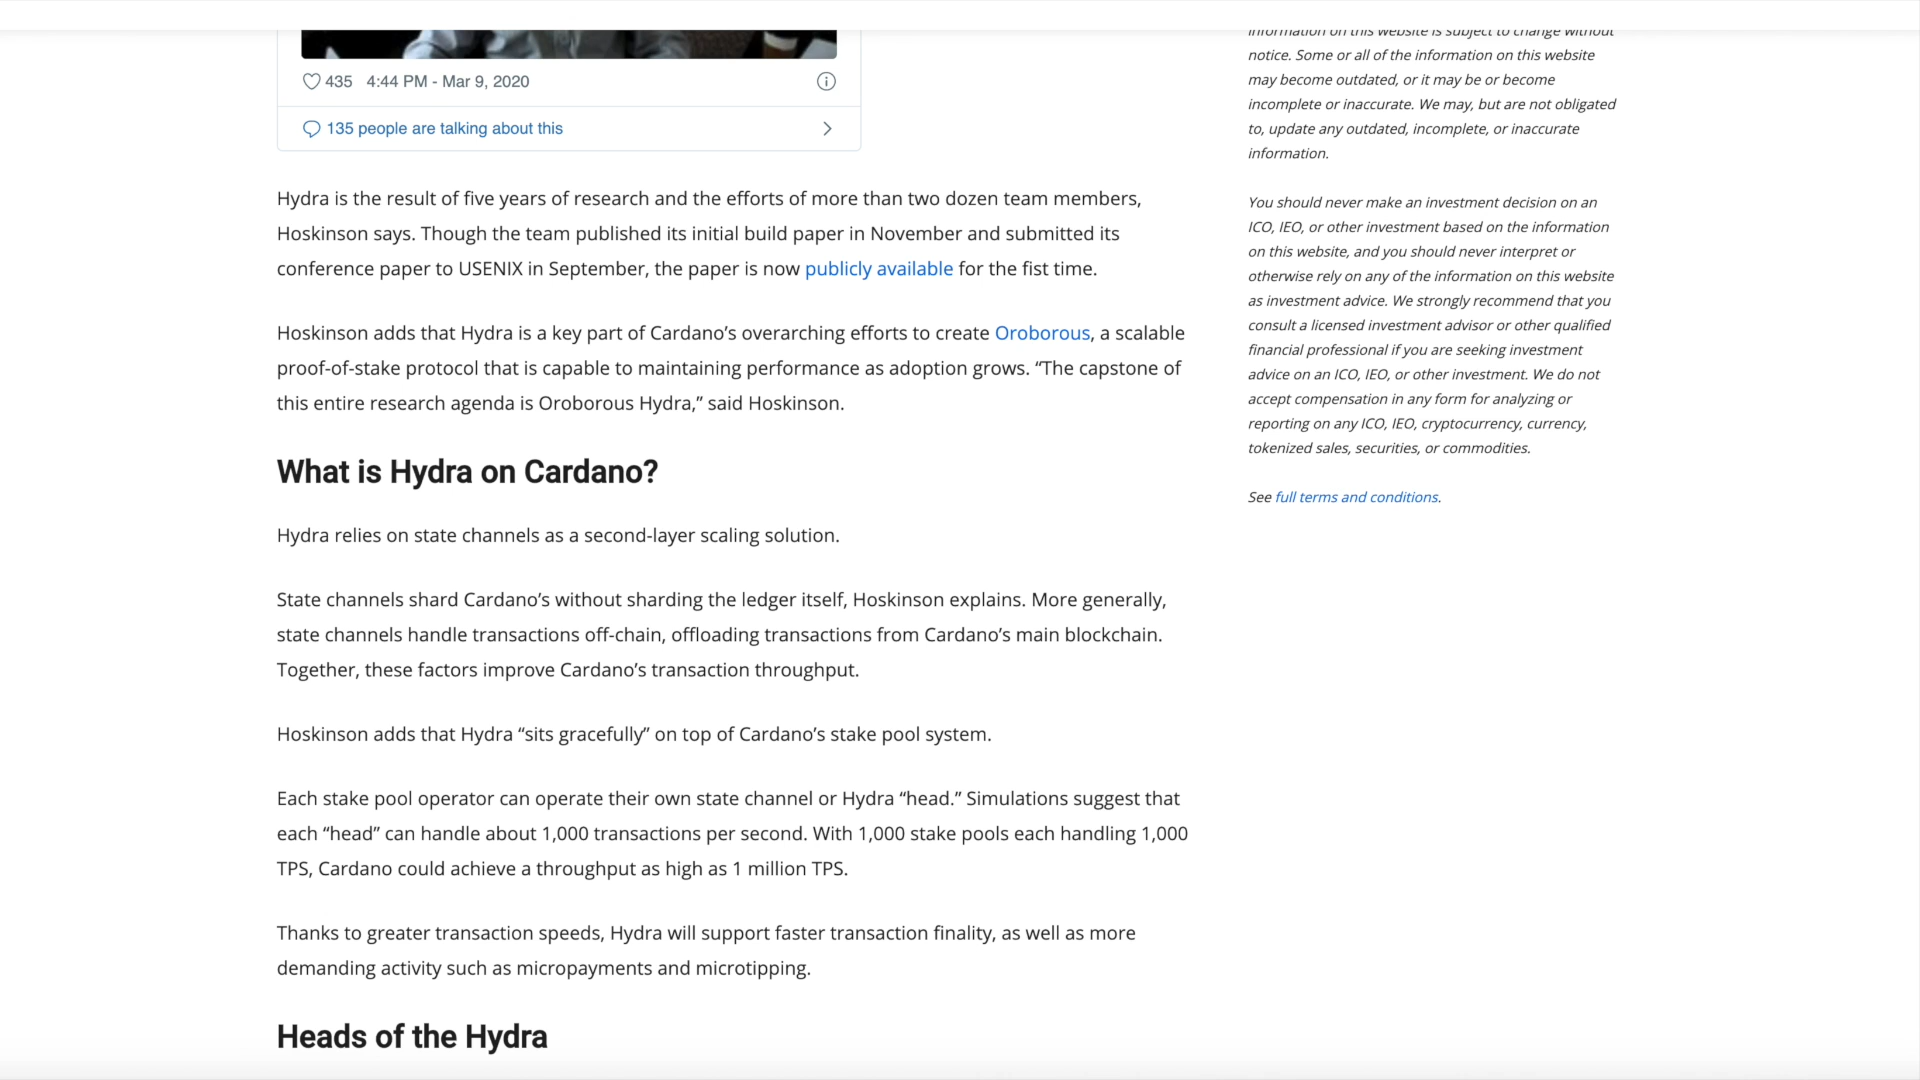 435 4:44 PM - Mar 9, 2020
135 people are talking about this
Hydra is the result of five years of research and the efforts of more than two dozen team members,
Hoskinson says. Though the team published its initial build paper in November and submitted its
conference paper to USENIX in September, the paper is now publicly available for the fist time.
Hoskinson adds that Hydra is a key part of Cardano’s overarching efforts to create Oroborous, a scalable
proof-of-stake protocol that is capable to maintaining performance as adoption grows. “The capstone of
this entire research agenda is Oroborous Hydra,” said Hoskinson.
What is Hydra on Cardano?
Hydra relies on state channels as a second-layer scaling solution.
State channels shard Cardano’s without sharding the ledger itself, Hoskinson explains. More generally,
state channels handle transactions off-chain, offloading transactions from Cardano’s main blockchain.
Together, these factors improve Cardano’s transaction throughput.
Hoskinson adds that Hydra “sits gracefully” on top of Cardano’s stake pool system.
Each stake pool operator can operate their own state channel or Hydra “head.” Simulations suggest that
each “head” can handle about 1,000 transactions per second. With 1,000 stake pools each handling 1,000
TPS, Cardano could achieve a throughput as high as 1 million TPS.
Thanks to greater transaction speeds, Hydra will support faster transaction finality, as well as more
demanding activity such as micropayments and microtipping.
Heads of the Hydra
information on this website is subject to change without
notice. Some or all of the information on this website
may become outdated, or it may be or become
incomplete or inaccurate. We may, but are not obligated
to, update any outdated, incomplete, or inaccurate
information.
You should never make an investment decision on an
ICO, IEO, or other investment based on the information
on this website, and you should never interpret or
otherwise rely on any of the information on this website
as investment advice. We strongly recommend that you
consult a licensed investment advisor or other qualified
financial professional if you are seeking investment
advice on an ICO, IEO, or other investment. We do not
accept compensation in any form for analyzing or
reporting on any ICO, IEO, cryptocurrency, currency,
tokenized sales, securities, or commodities.
See full terms and conditions.